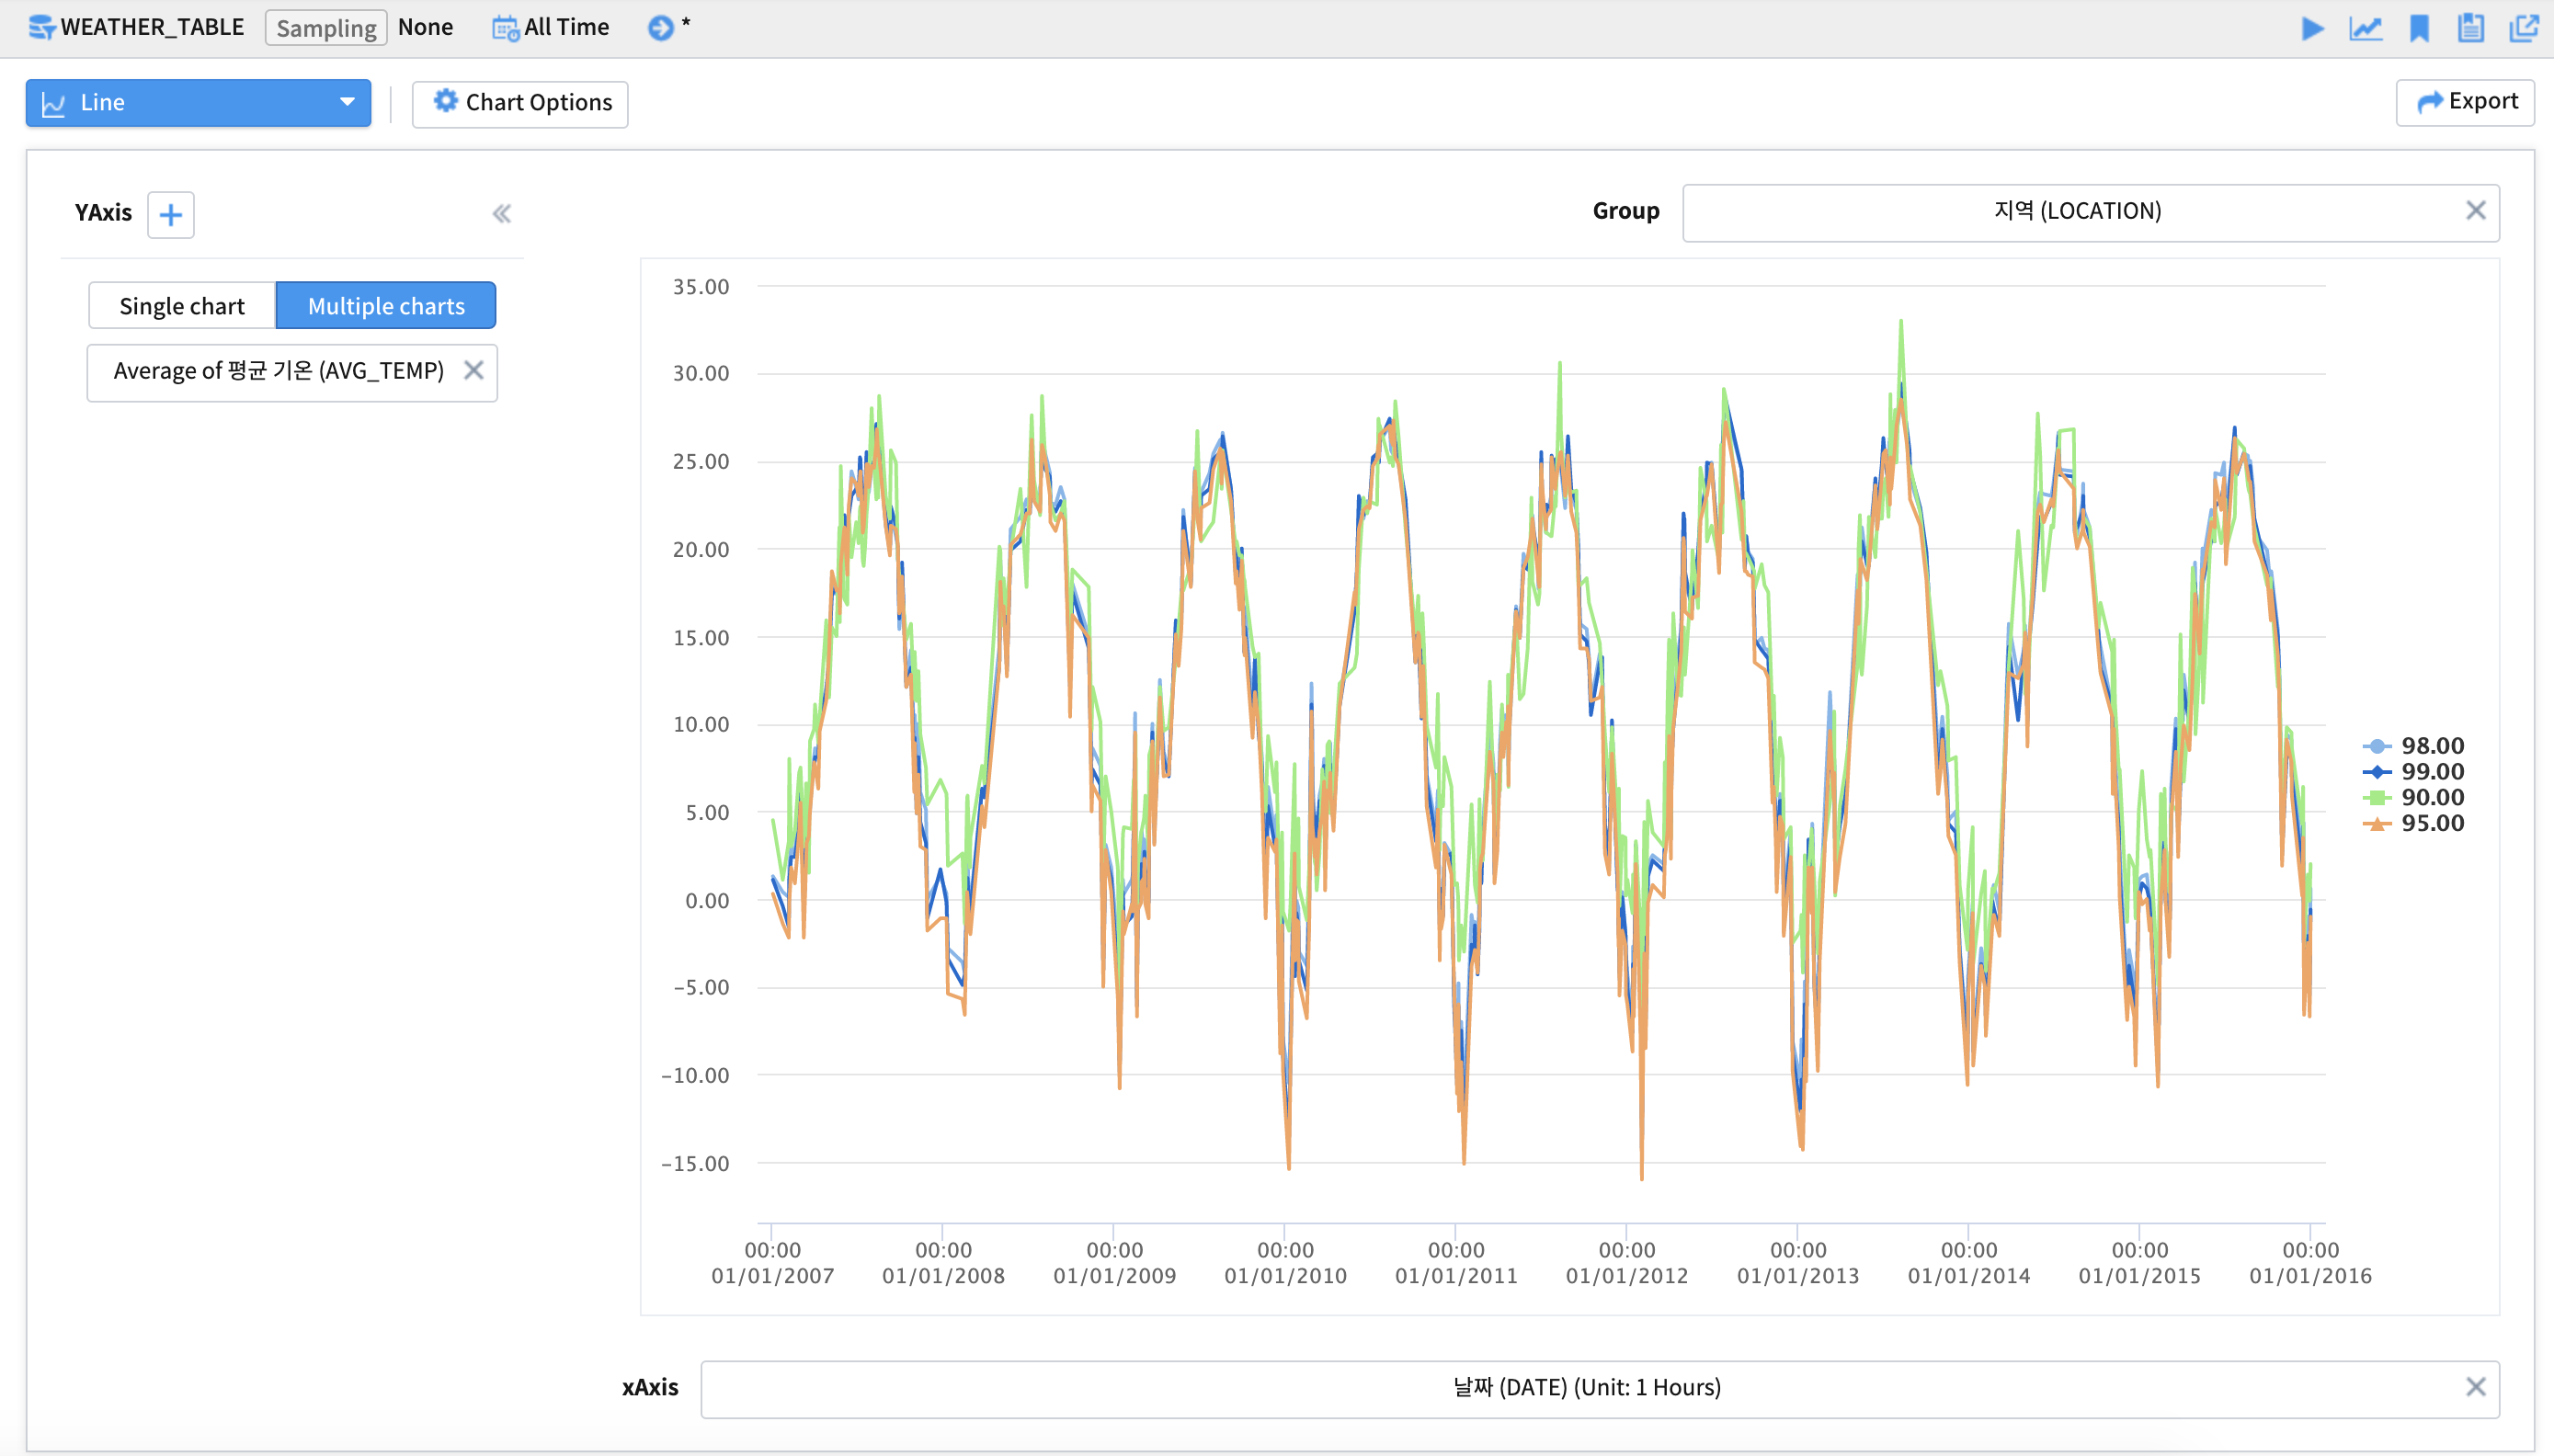 WEATHER_TABLE Sampling None All Time *
Line Chart Options Export
YAxis Group 지역 (LOCATION)
Single chart Multiple charts
Average of 평균 기온 (AVG_TEMP)
35.00
30.00
25.00
20.00
15.00
10.00
5.00
0.00
−5.00
−10.00
−15.00
98.00
99.00
90.00
95.00
00:00 00:00 00:00 00:00 00:00 00:00 00:00 00:00 00:00 00:00
01/01/2007 01/01/2008 01/01/2009 01/01/2010 01/01/2011 01/01/2012 01/01/2013 01/01/2014 01/01/2015 01/01/2016
xAxis 날짜 (DATE) (Unit: 1 Hours)